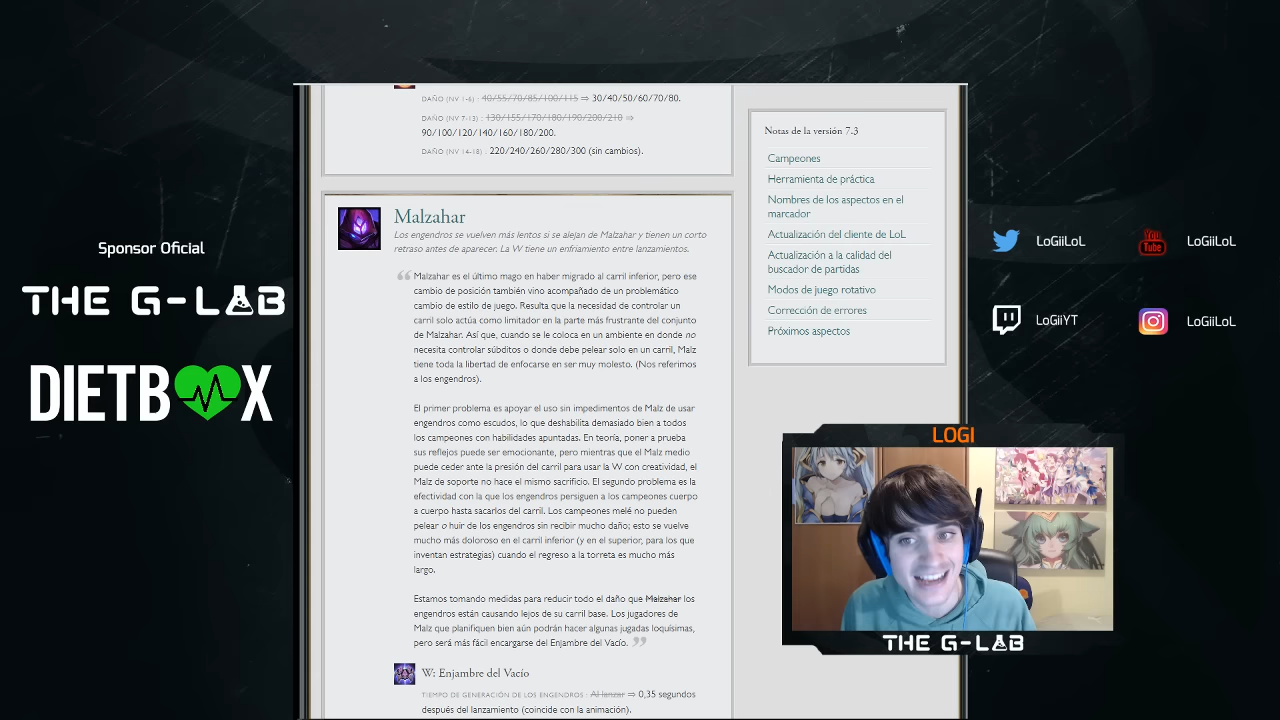 DAÑO (NV 1-6) : 40/55/70/85/100/115 ⇒ 30/40/50/60/70/80.
DAÑO (NV 7-13) : 130/155/170/180/190/200/210 ⇒
90/100/120/140/160/180/200.
DAÑO (NV 14-18) : 220/240/260/280/300 (sin cambios).
Malzahar
Los engendros se vuelven más lentos si se alejan de Malzahar y tienen un corto
retraso antes de aparecer. La W tiene un enfriamiento entre lanzamientos.
“ Malzahar es el último mago en haber migrado al carril inferior, pero ese
cambio de posición también vino acompañado de un problemático
cambio de estilo de juego. Resulta que la necesidad de controlar un
carril solo actúa como limitador en la parte más frustrante del conjunto
de Malzahar. Así que, cuando se le coloca en un ambiente en donde no
necesita controlar súbditos o donde debe pelear solo en un carril, Malz
tiene toda la libertad de enfocarse en ser muy molesto. (Nos referimos
a los engendros).
El primer problema es apoyar el uso sin impedimentos de Malz de usar
engendros como escudos, lo que deshabilita demasiado bien a todos
los campeones con habilidades apuntadas. En teoría, poner a prueba
sus reflejos puede ser emocionante, pero mientras que el Malz medio
puede ceder ante la presión del carril para usar la W con creatividad, el
Malz de soporte no hace el mismo sacrificio. El segundo problema es la
efectividad con la que los engendros persiguen a los campeones cuerpo
a cuerpo hasta sacarlos del carril. Los campeones melé no pueden
pelear o huir de los engendros sin recibir mucho daño; esto se vuelve
mucho más doloroso en el carril inferior (y en el superior, para los que
inventan estrategias) cuando el regreso a la torreta es mucho más
largo.
Estamos tomando medidas para reducir todo el daño que Malzahar los
engendros están causando lejos de su carril base. Los jugadores de
Malz que planifiquen bien aún podrán hacer algunas jugadas loquísimas,
pero será más fácil encargarse del Enjambre del Vacío. ”
W: Enjambre del Vacío
TIEMPO DE GENERACIÓN DE LOS ENGENDROS : Al lanzar ⇒ 0,35 segundos
después del lanzamiento (coincide con la animación).
Notas de la versión 7.3
Campeones
Herramienta de práctica
Nombres de los aspectos en el
marcador
Actualización del cliente de LoL
Actualización a la calidad del
buscador de partidas
Modos de juego rotativo
Corrección de errores
Próximos aspectos
Sponsor Oficial
THE G-LAB
DIETBOX
LoGiiLoL
You Tube
LoGiiLoL
LoGiiYT
LoGiiLoL
LOGI
THE G-LAB